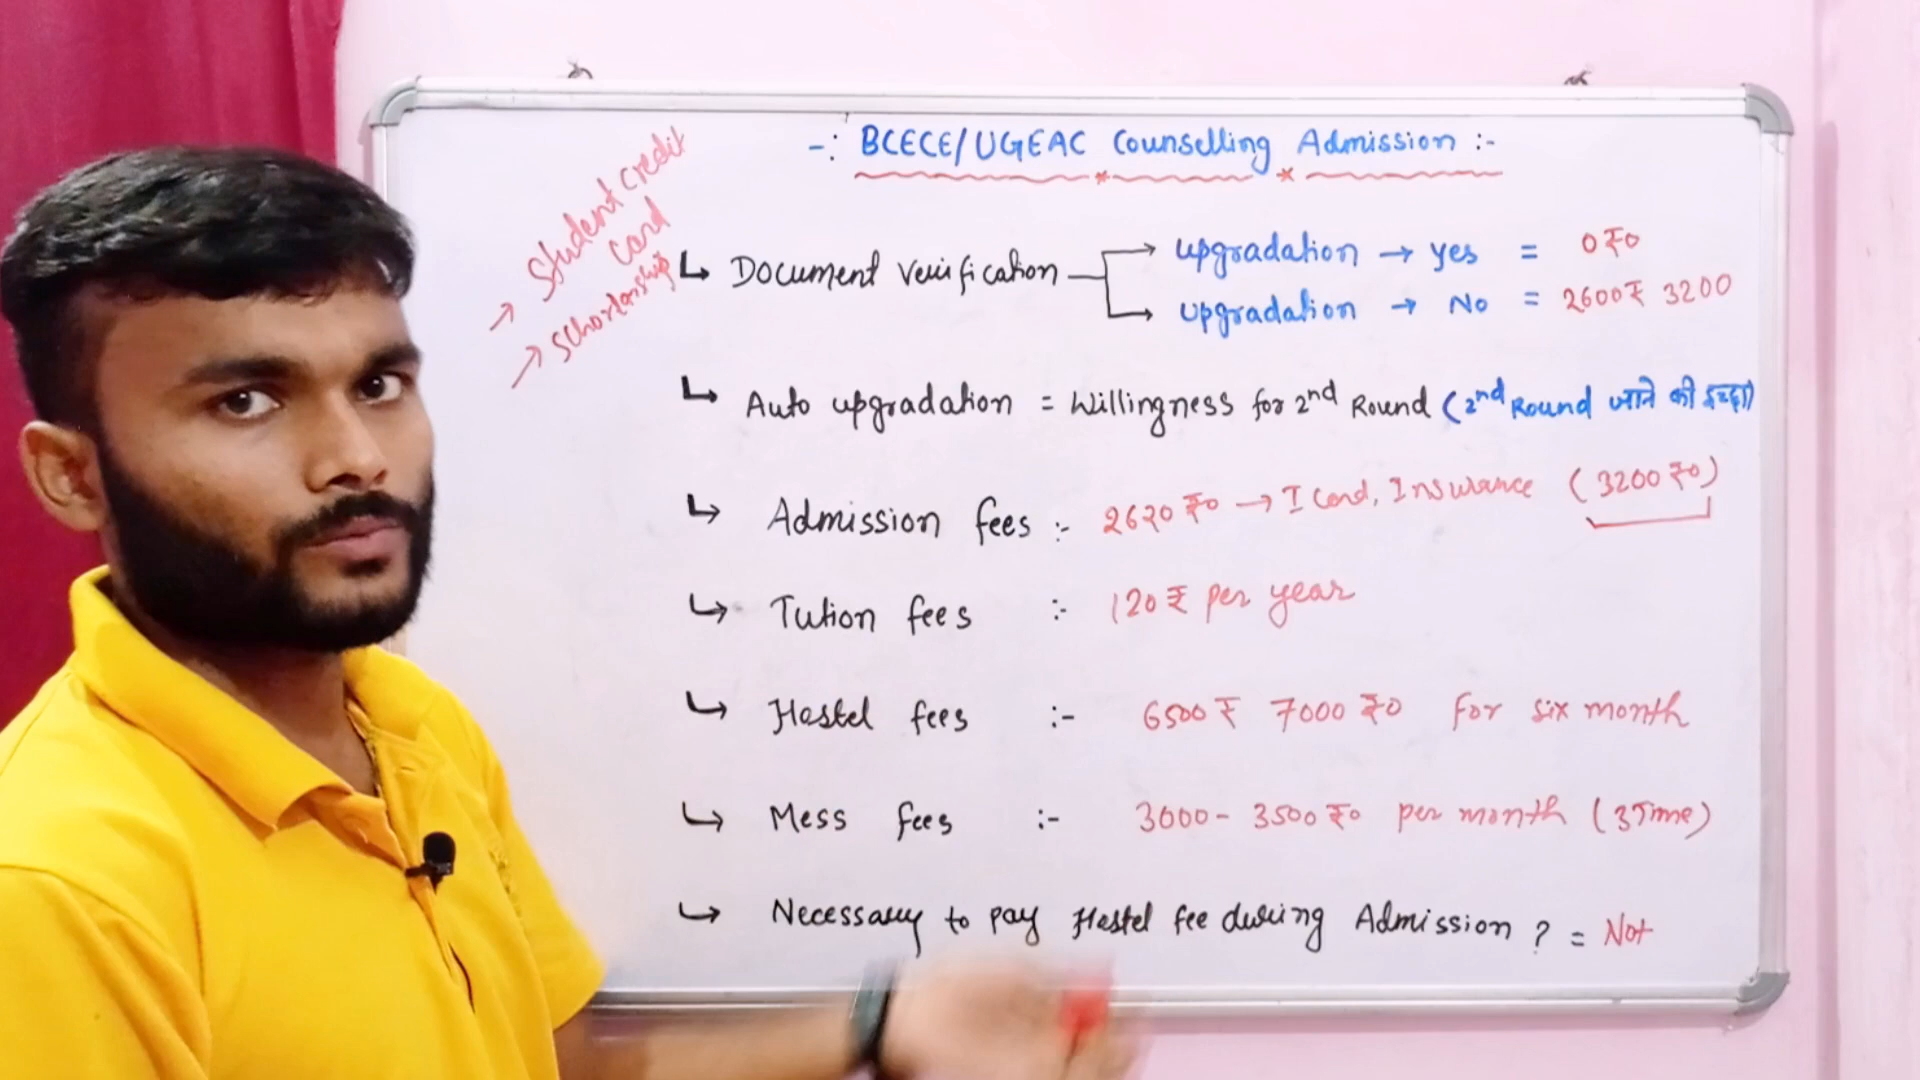 -: BCECE/UGEAC Counselling Admission :-
→ Student credit
card
→ Schorlarship
↳ Document verification → upgradation → yes = 0₹0
→ upgradation → No = 2600₹ 3200
↳ Auto upgradation = Willingness for 2nd Round (2nd Round जाने की इच्छा)
↳ Admission fees :- 2620 ₹0 → I Card, Insurance (3200 ₹0)
↳ Tution fees :- 120 ₹ per year
↳ Hostel fees :- 6500 ₹ 7000 ₹0 for six month
↳ Mess fees :- 3000 - 3500 ₹0 per month (3 Time)
↳ Necessary to pay Hostel fee during Admission ? = Not